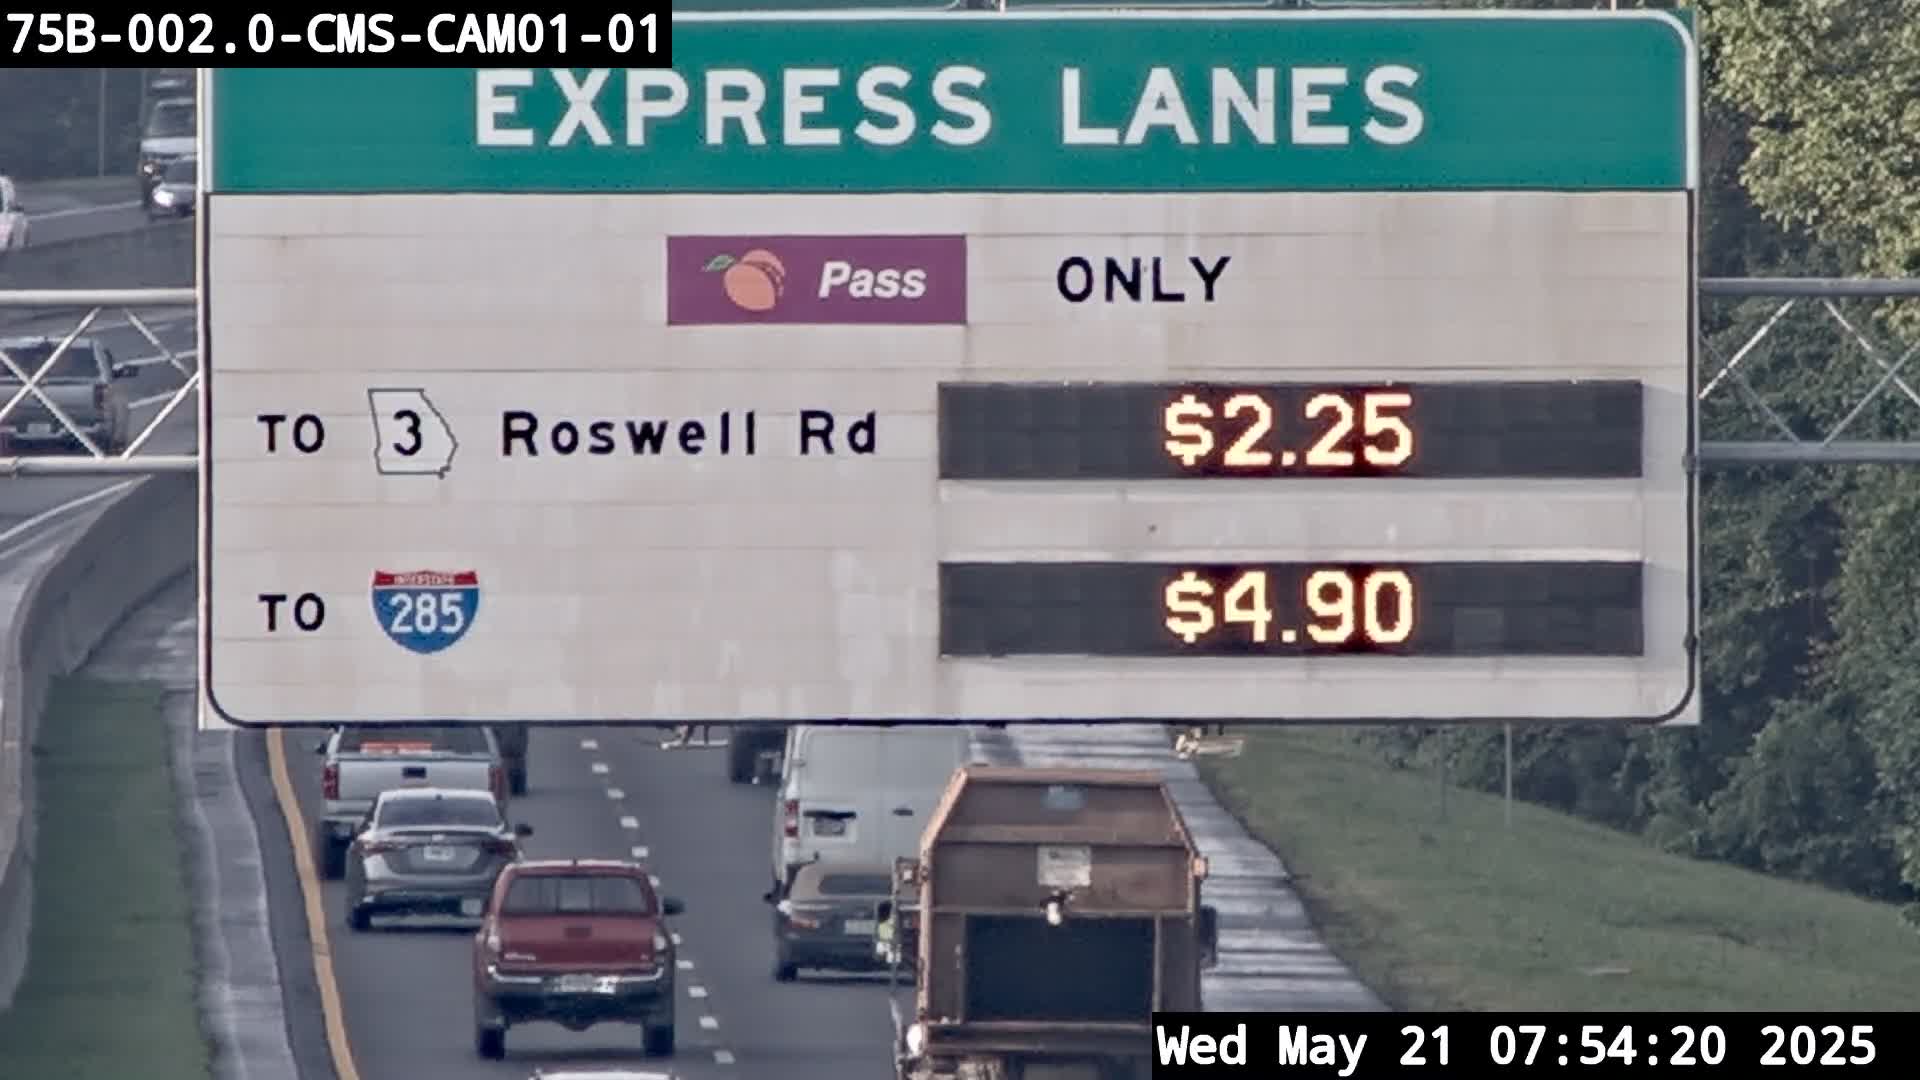 75B-002.0-CMS-CAM01-01
EXPRESS LANES
Pass ONLY
TO 3 Roswell Rd $2.25
INTERSTATE
TO 285 $4.90
Wed May 21 07:54:20 2025